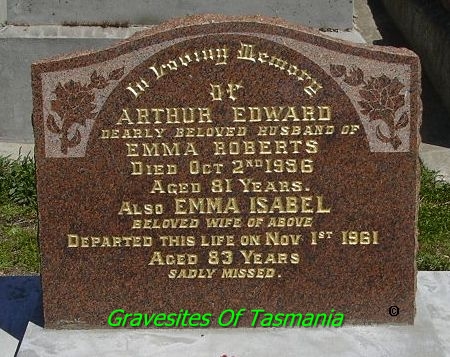 In Loving Memory
OF
ARTHUR EDWARD
DEARLY BELOVED HUSBAND OF
EMMA ROBERTS
DIED OCT 2ND 1956
AGED 81 YEARS.
ALSO EMMA ISABEL
BELOVED WIFE OF ABOVE
DEPARTED THIS LIFE ON NOV 1ST 1961
AGED 83 YEARS
SADLY MISSED.
Gravesites Of Tasmania